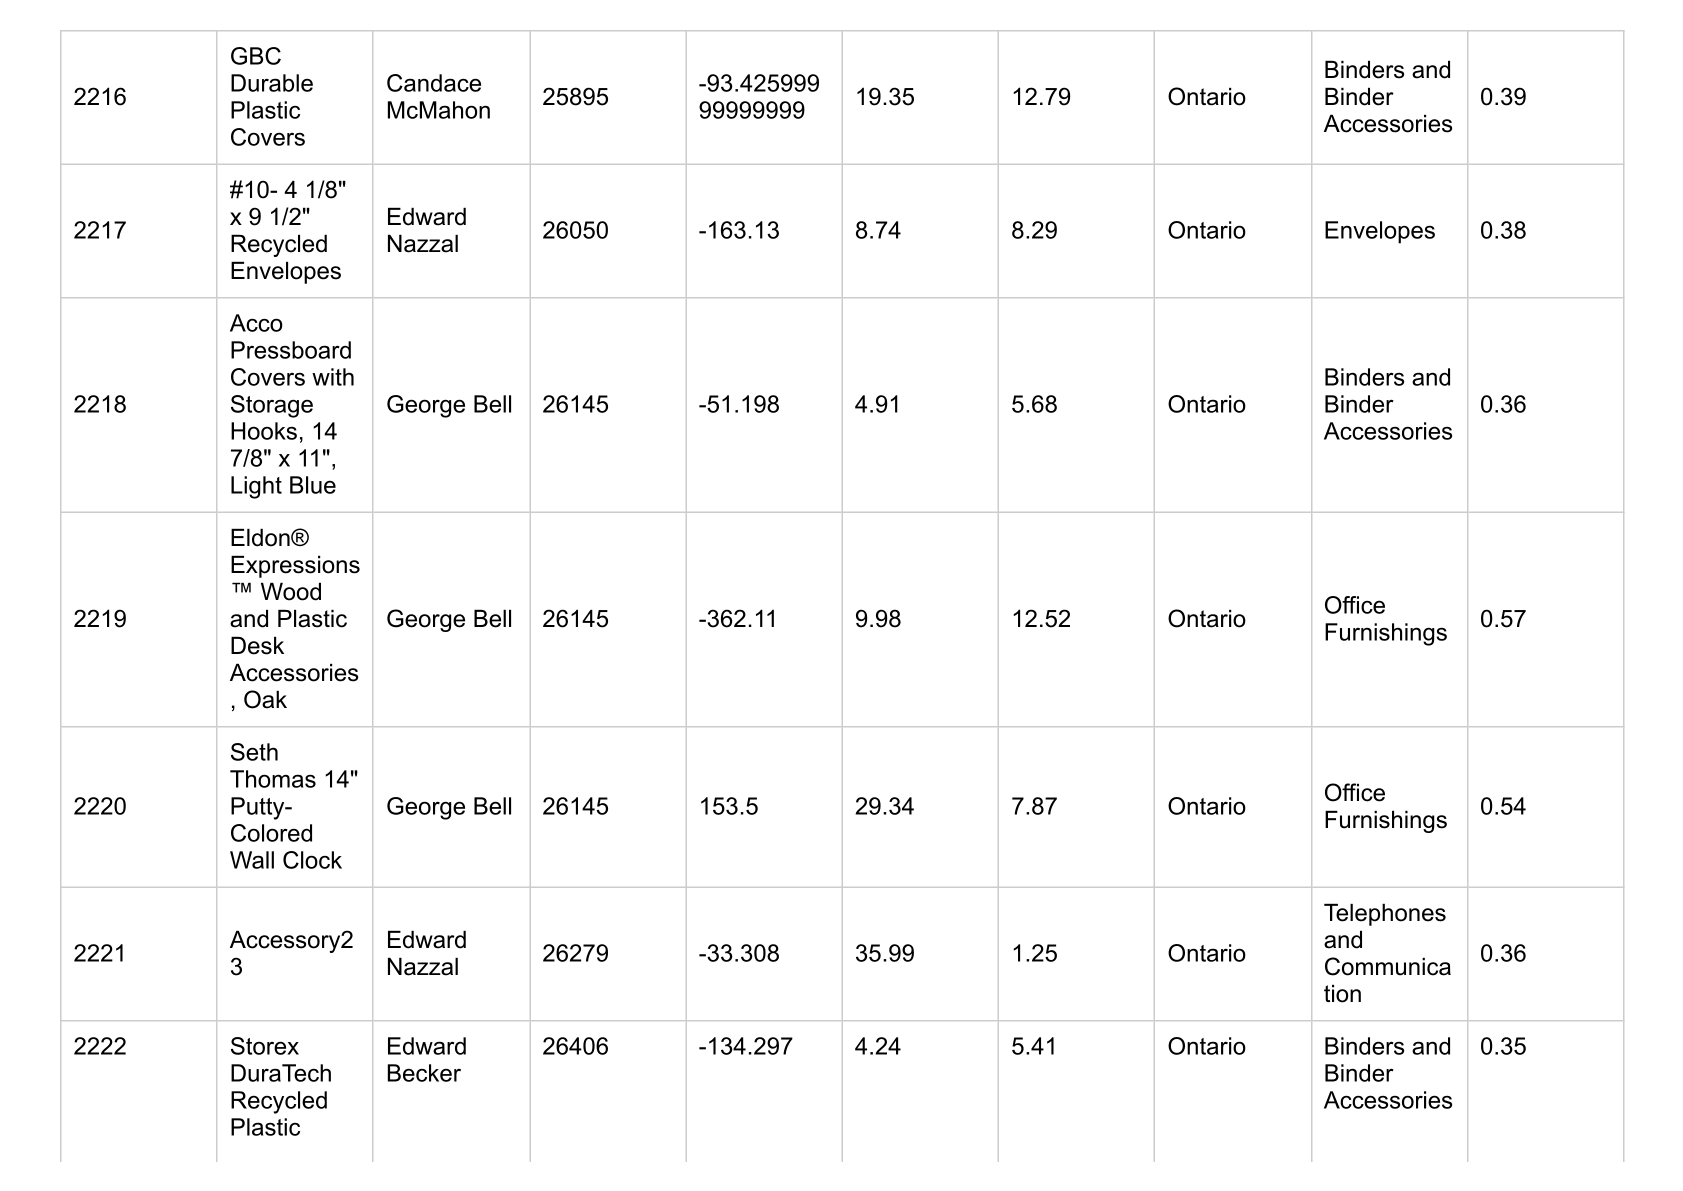 2216
GBC
Durable
Plastic
Covers
Candace
McMahon
25895
-93.425999
99999999
19.35
12.79
Ontario
Binders and
Binder
Accessories
0.39
2217
#10- 4 1/8"
x 9 1/2"
Recycled
Envelopes
Edward
Nazzal
26050
-163.13
8.74
8.29
Ontario
Envelopes
0.38
2218
Acco
Pressboard
Covers with
Storage
Hooks, 14
7/8" x 11",
Light Blue
George Bell
26145
-51.198
4.91
5.68
Ontario
Binders and
Binder
Accessories
0.36
2219
Eldon®
Expressions
™ Wood
and Plastic
Desk
Accessories
, Oak
George Bell
26145
-362.11
9.98
12.52
Ontario
Office
Furnishings
0.57
2220
Seth
Thomas 14"
Putty-
Colored
Wall Clock
George Bell
26145
153.5
29.34
7.87
Ontario
Office
Furnishings
0.54
2221
Accessory2
3
Edward
Nazzal
26279
-33.308
35.99
1.25
Ontario
Telephones
and
Communica
tion
0.36
2222
Storex
DuraTech
Recycled
Plastic
Edward
Becker
26406
-134.297
4.24
5.41
Ontario
Binders and
Binder
Accessories
0.35